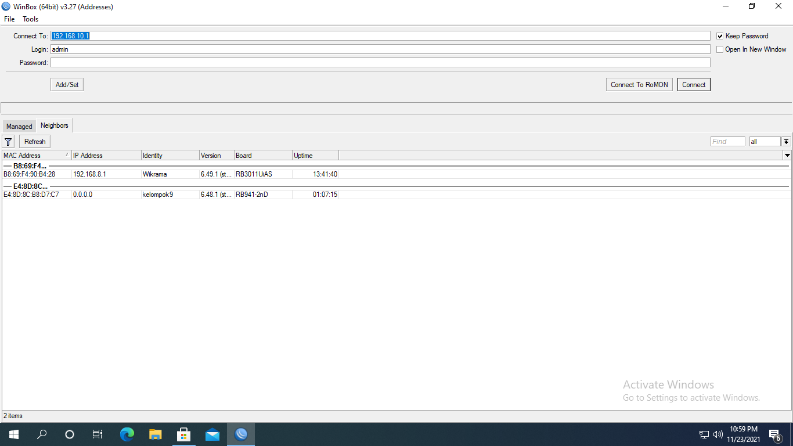 WinBox (64bit) v3.27 (Addresses)
File Tools
Connect To: 192.168.10.1 Keep Password
Login: admin Open In New Window
Password:
Add/Set Connect To RoMON Connect
Managed Neighbors
Refresh Find all
MAC Address IP Address Identity Version Board Uptime
B8:69:F4...
B8:69:F4:90:B4:28 192.168.8.1 Wikrama 6.49.1 (st... RB3011UiAS 13:41:40
E4:8D:8C...
E4:8D:8C:B8:D7:C7 0.0.0.0 kelompok9 6.48.1 (st... RB941-2nD 01:07:15
Activate Windows
Go to Settings to activate Windows.
2 items
10:59 PM
11/23/2021
6